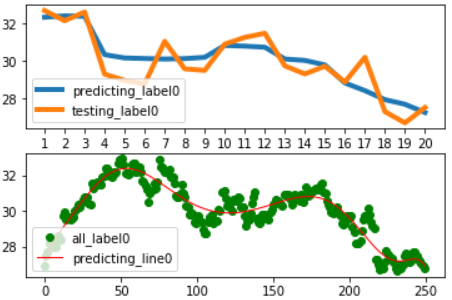 32
30
28
predicting_label0
testing_label0
1 2 3 4 5 6 7 8 9 10 11 12 13 14 15 16 17 18 19 20
32
30
28
all_label0
predicting_line0
0 50 100 150 200 250